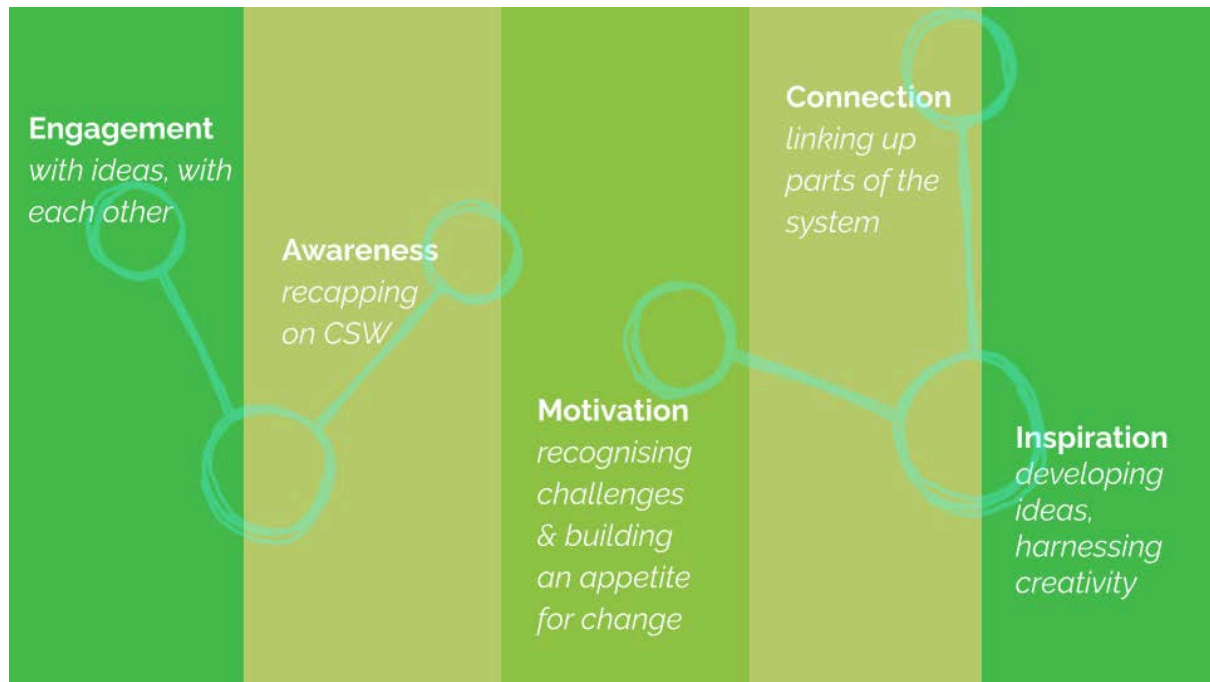 Engagement
with ideas, with
each other
Awareness
recapping
on CSW
Motivation
recognising
challenges
& building
an appetite
for change
Connection
linking up
parts of the
system
Inspiration
developing
ideas,
harnessing
creativity